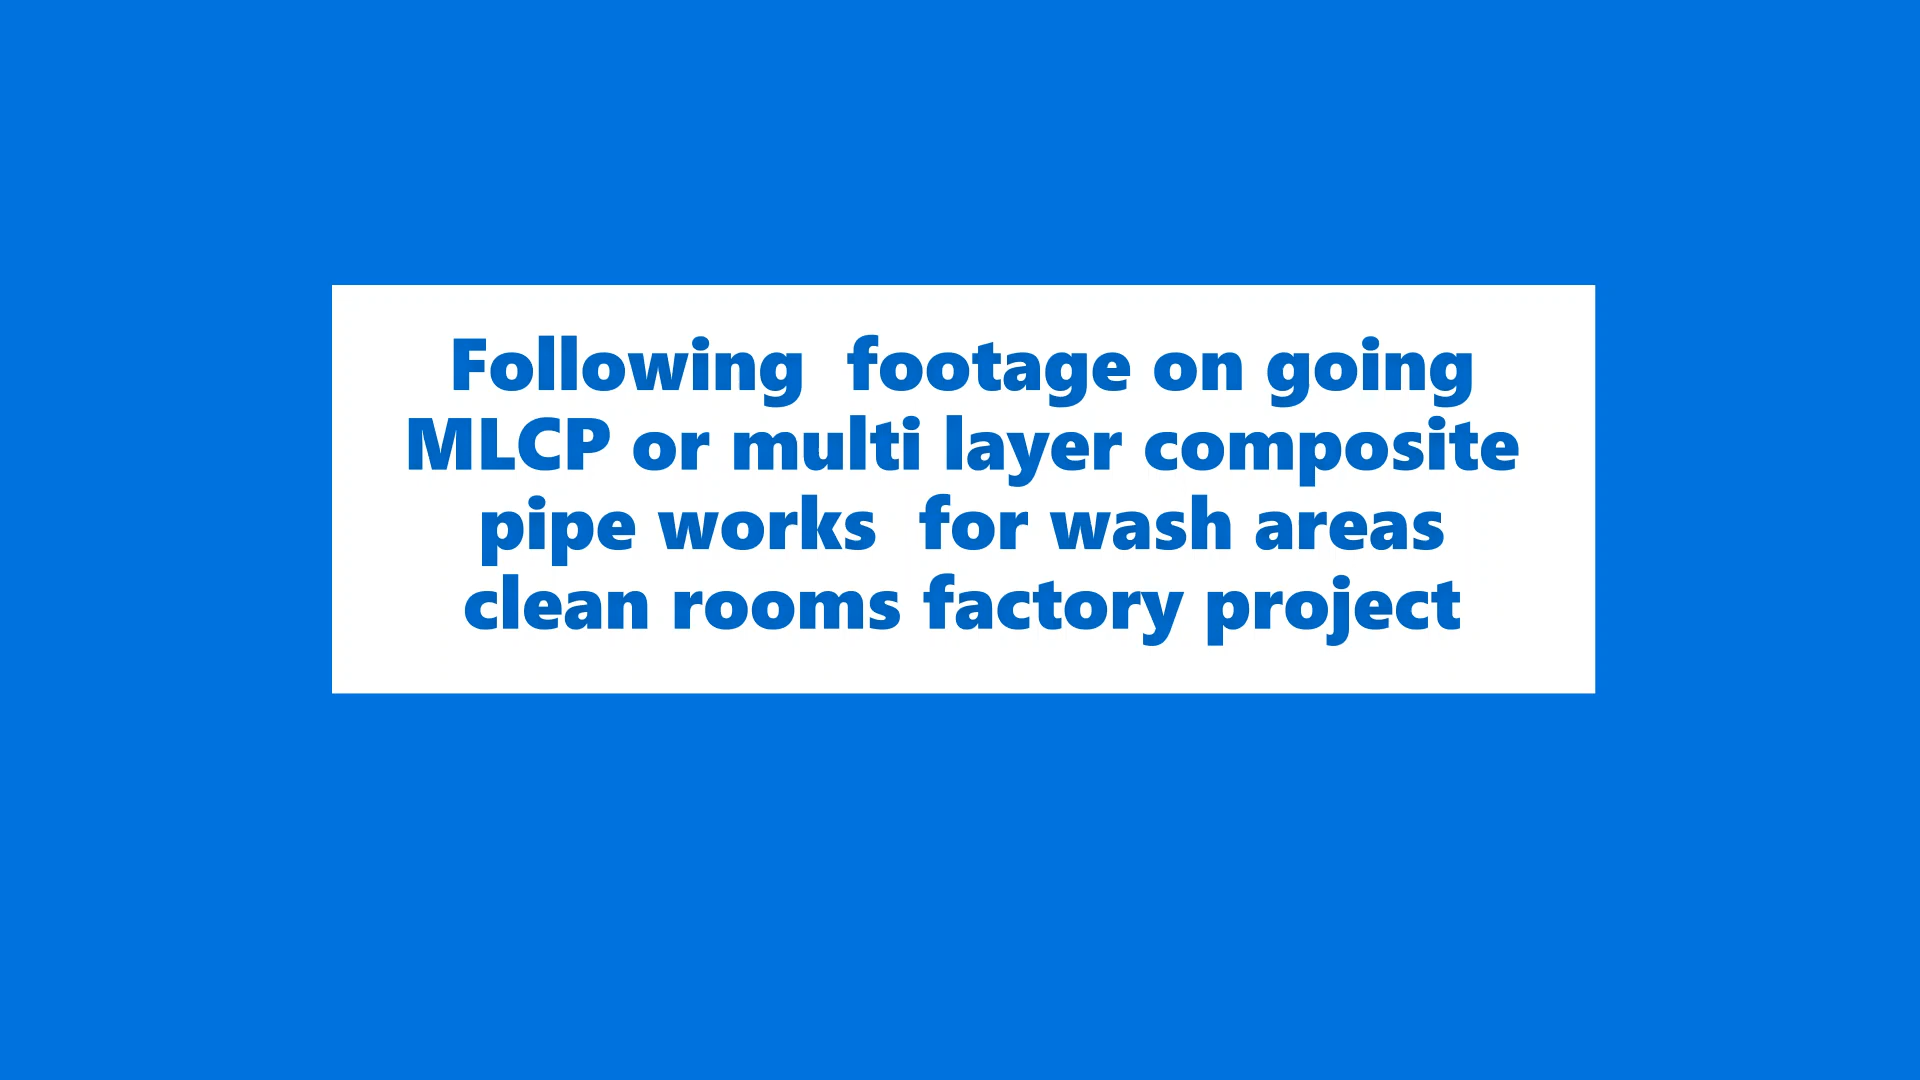 Following  footage on going
MLCP or multi layer composite
pipe works  for wash areas
clean rooms factory project